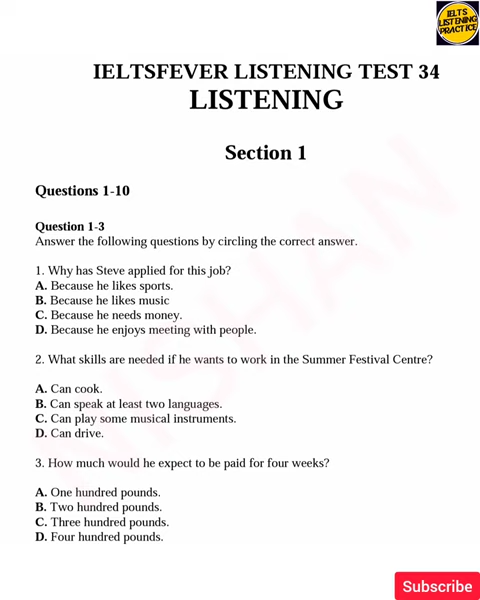 IELTS
LISTENING
PRACTICE
IELTSFEVER LISTENING TEST 34
LISTENING
Section 1
Questions 1-10
Question 1-3
Answer the following questions by circling the correct answer.
1. Why has Steve applied for this job?
A. Because he likes sports.
B. Because he likes music
C. Because he needs money.
D. Because he enjoys meeting with people.
2. What skills are needed if he wants to work in the Summer Festival Centre?
A. Can cook.
B. Can speak at least two languages.
C. Can play some musical instruments.
D. Can drive.
3. How much would he expect to be paid for four weeks?
A. One hundred pounds.
B. Two hundred pounds.
C. Three hundred pounds.
D. Four hundred pounds.
Subscribe